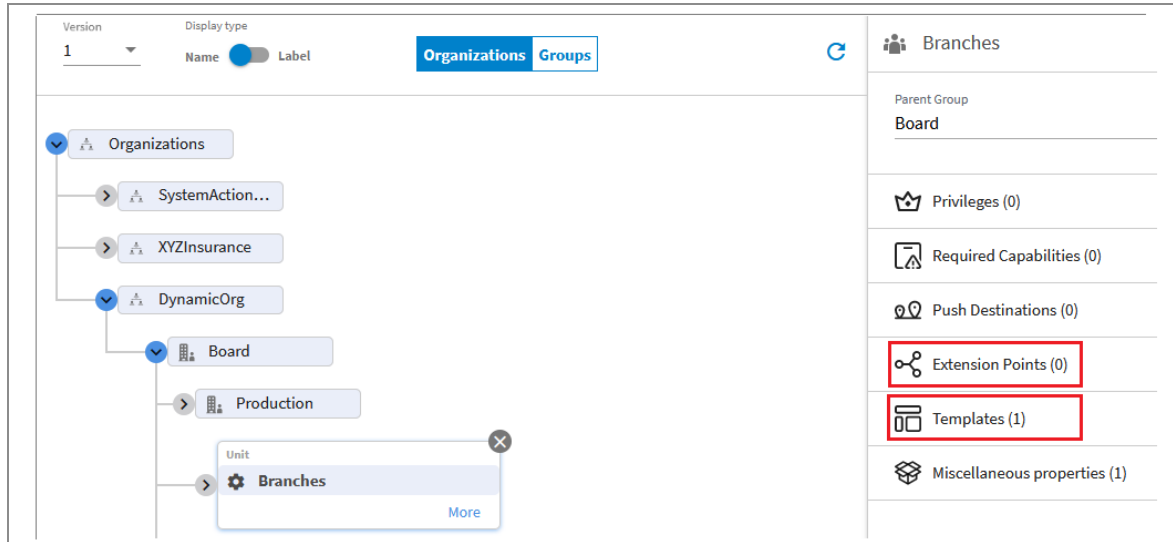 Version
1
Display type
Name Label
Organizations Groups
Organizations
SystemAction...
XYZInsurance
DynamicOrg
Board
Production
Unit
Branches
More
Branches
Parent Group
Board
Privileges (0)
Required Capabilities (0)
Push Destinations (0)
Extension Points (0)
Templates (1)
Miscellaneous properties (1)